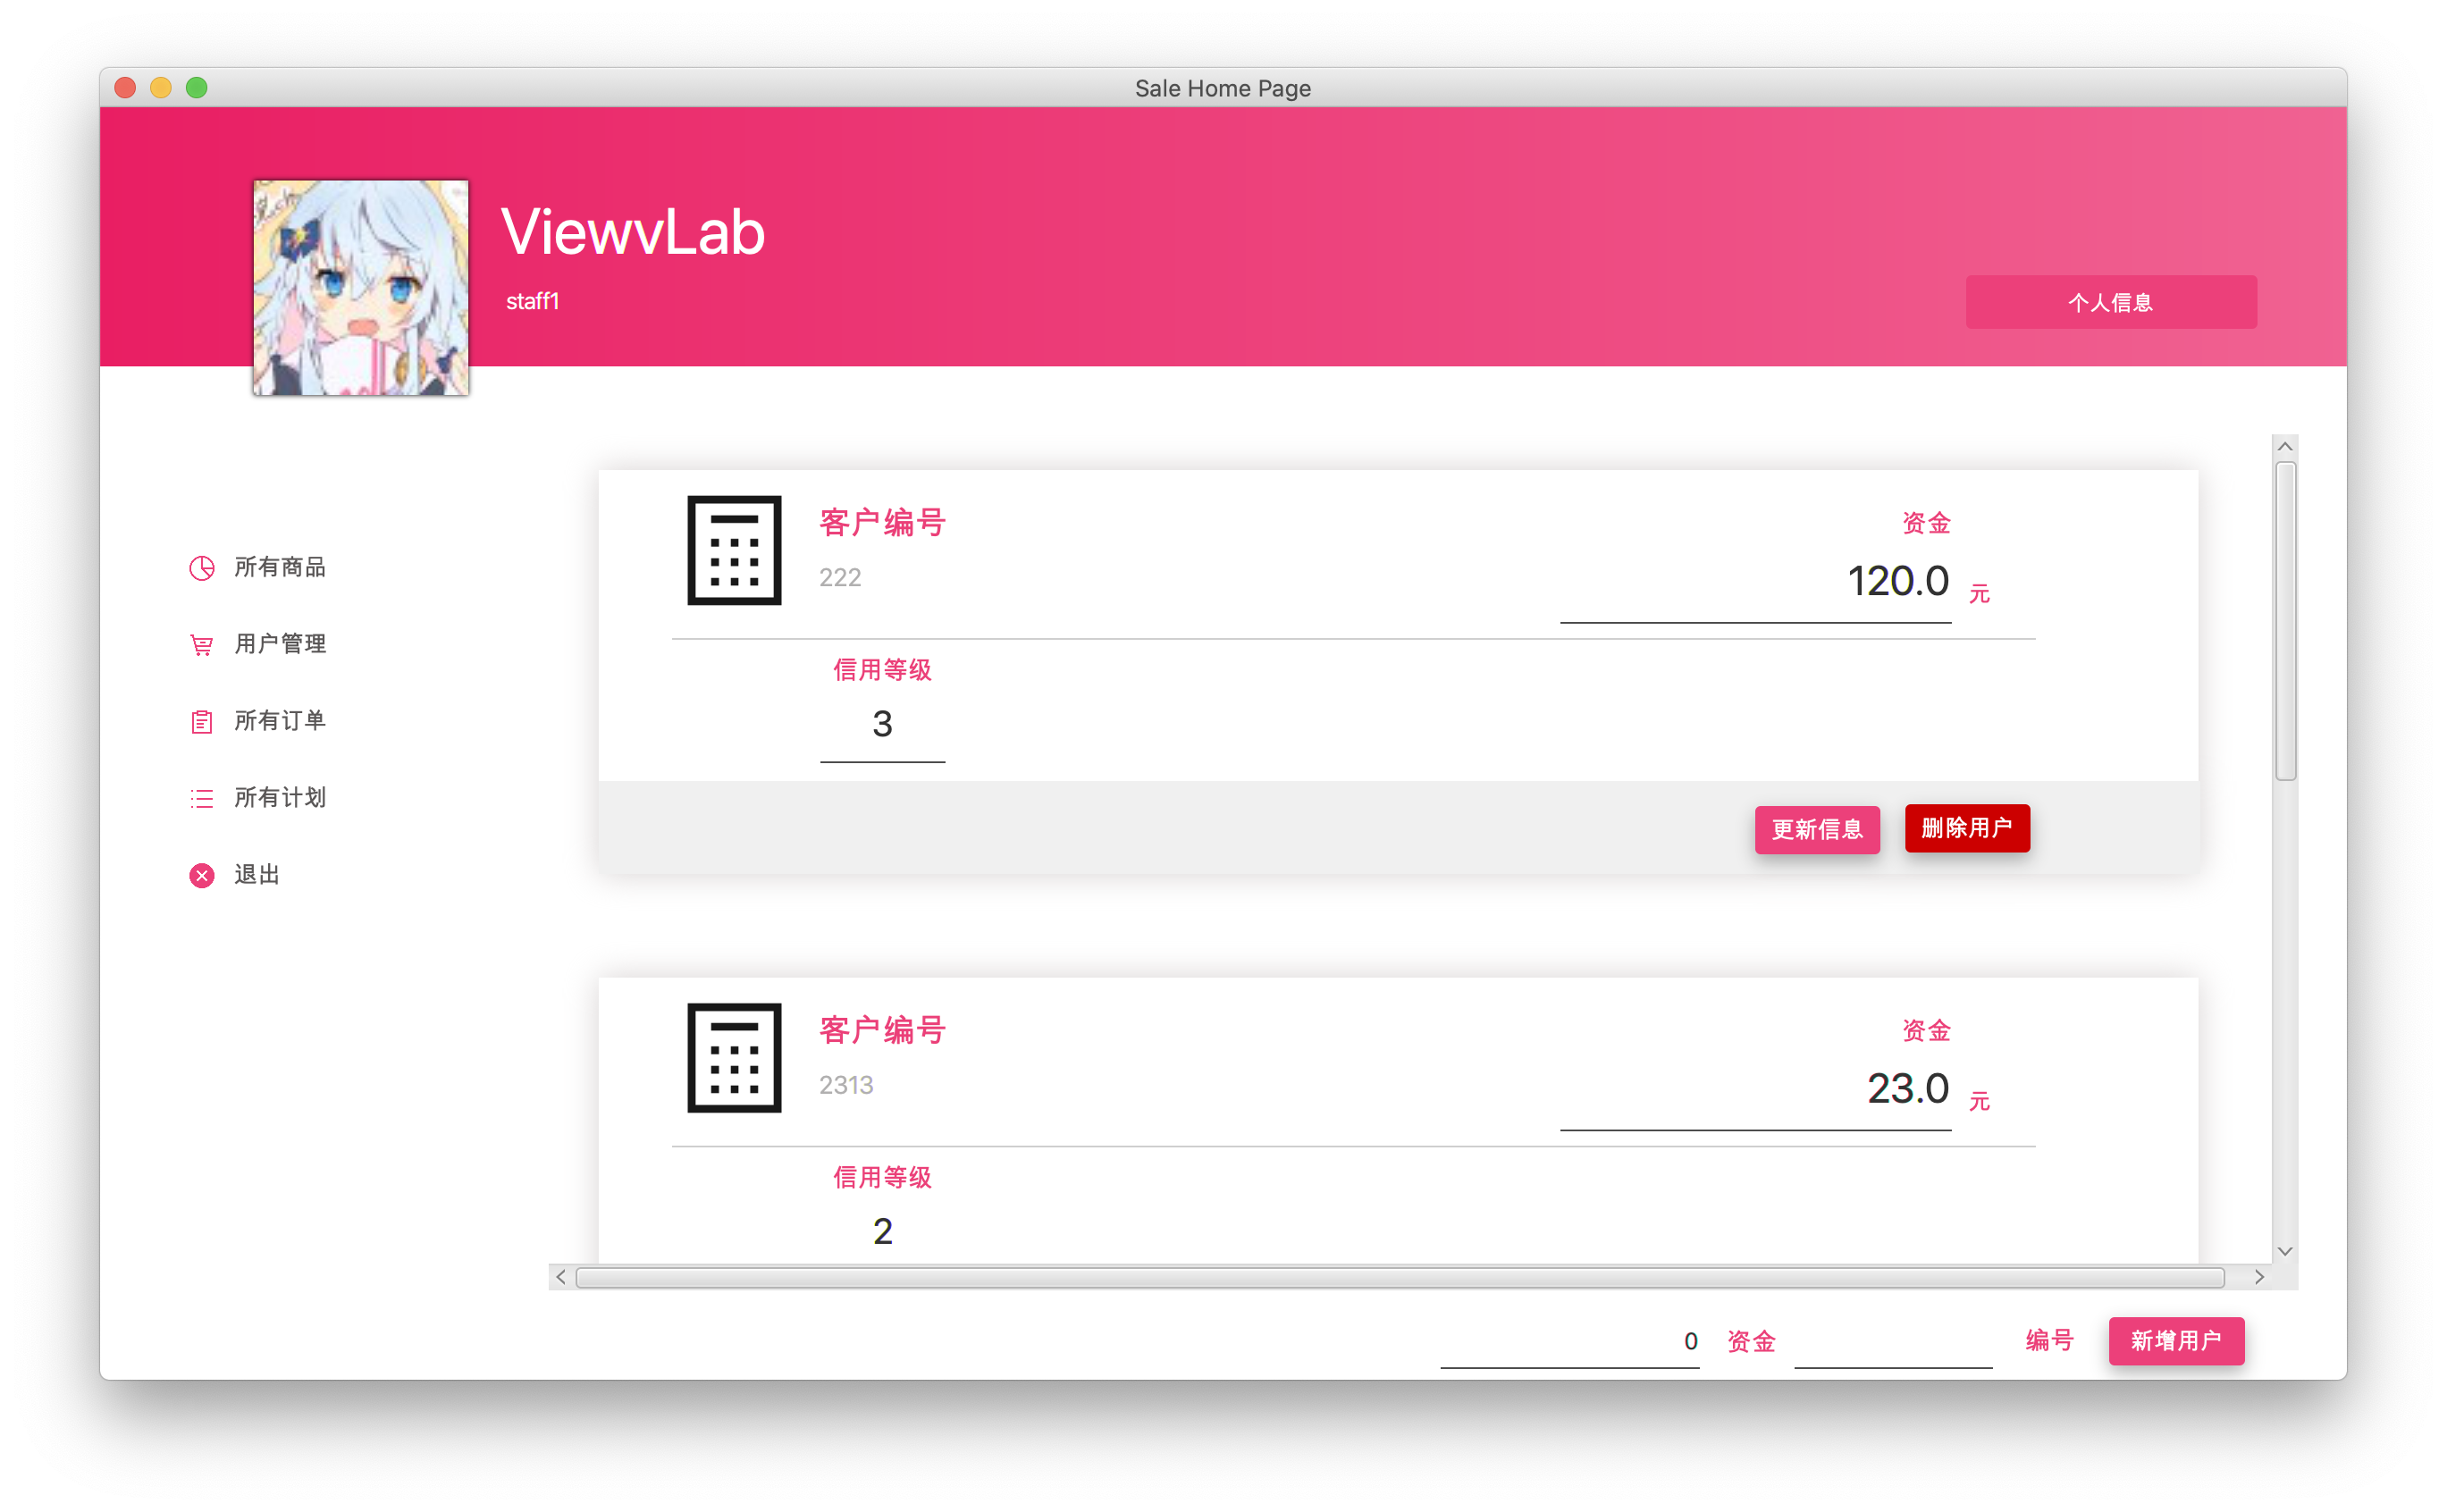 Sale Home Page
ViewvLab
staff1
个人信息
所有商品
用户管理
所有订单
所有计划
退出
客户编号
222
资金
120.0 元
信用等级
3
更新信息 删除用户
客户编号
2313
资金
23.0 元
信用等级
2
0 资金 编号 新增用户